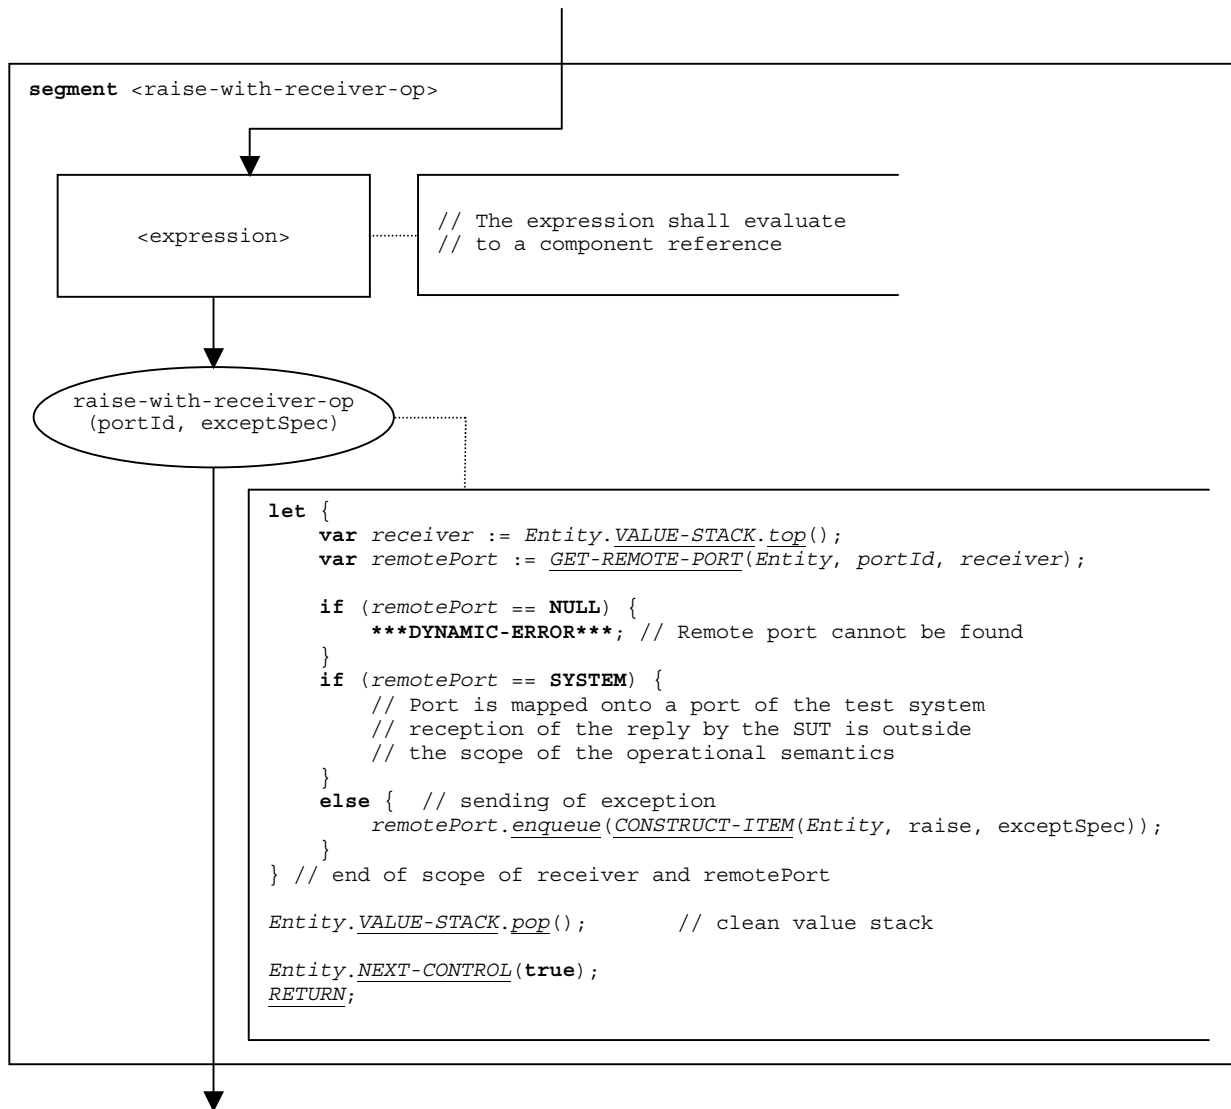 segment <raise-with-receiver-op>
<expression>
// The expression shall evaluate
// to a component reference
raise-with-receiver-op
(portId, exceptSpec)
let {
    var receiver := Entity.VALUE-STACK.top();
    var remotePort := GET-REMOTE-PORT(Entity, portId, receiver);
    if (remotePort == NULL) {
        ***DYNAMIC-ERROR***; // Remote port cannot be found
    }
    if (remotePort == SYSTEM) {
        // Port is mapped onto a port of the test system
        // reception of the reply by the SUT is outside
        // the scope of the operational semantics
    }
    else {  // sending of exception
        remotePort.enqueue(CONSTRUCT-ITEM(Entity, raise, exceptSpec));
    }
} // end of scope of receiver and remotePort
Entity.VALUE-STACK.pop();       // clean value stack
Entity.NEXT-CONTROL(true);
RETURN;